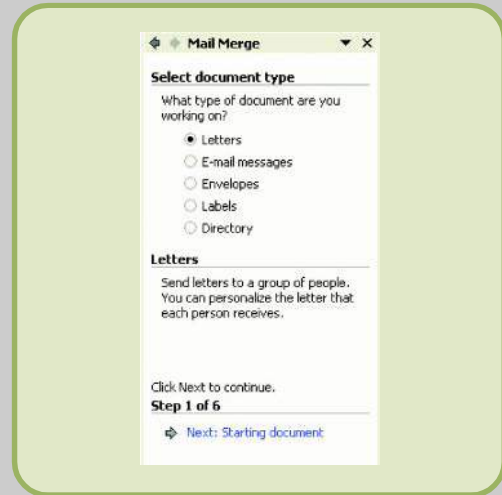 Mail Merge
Select document type
What type of document are you
working on?
Letters
E-mail messages
Envelopes
Labels
Directory
Letters
Send letters to a group of people.
You can personalize the letter that
each person receives.
Click Next to continue.
Step 1 of 6
Next: Starting document